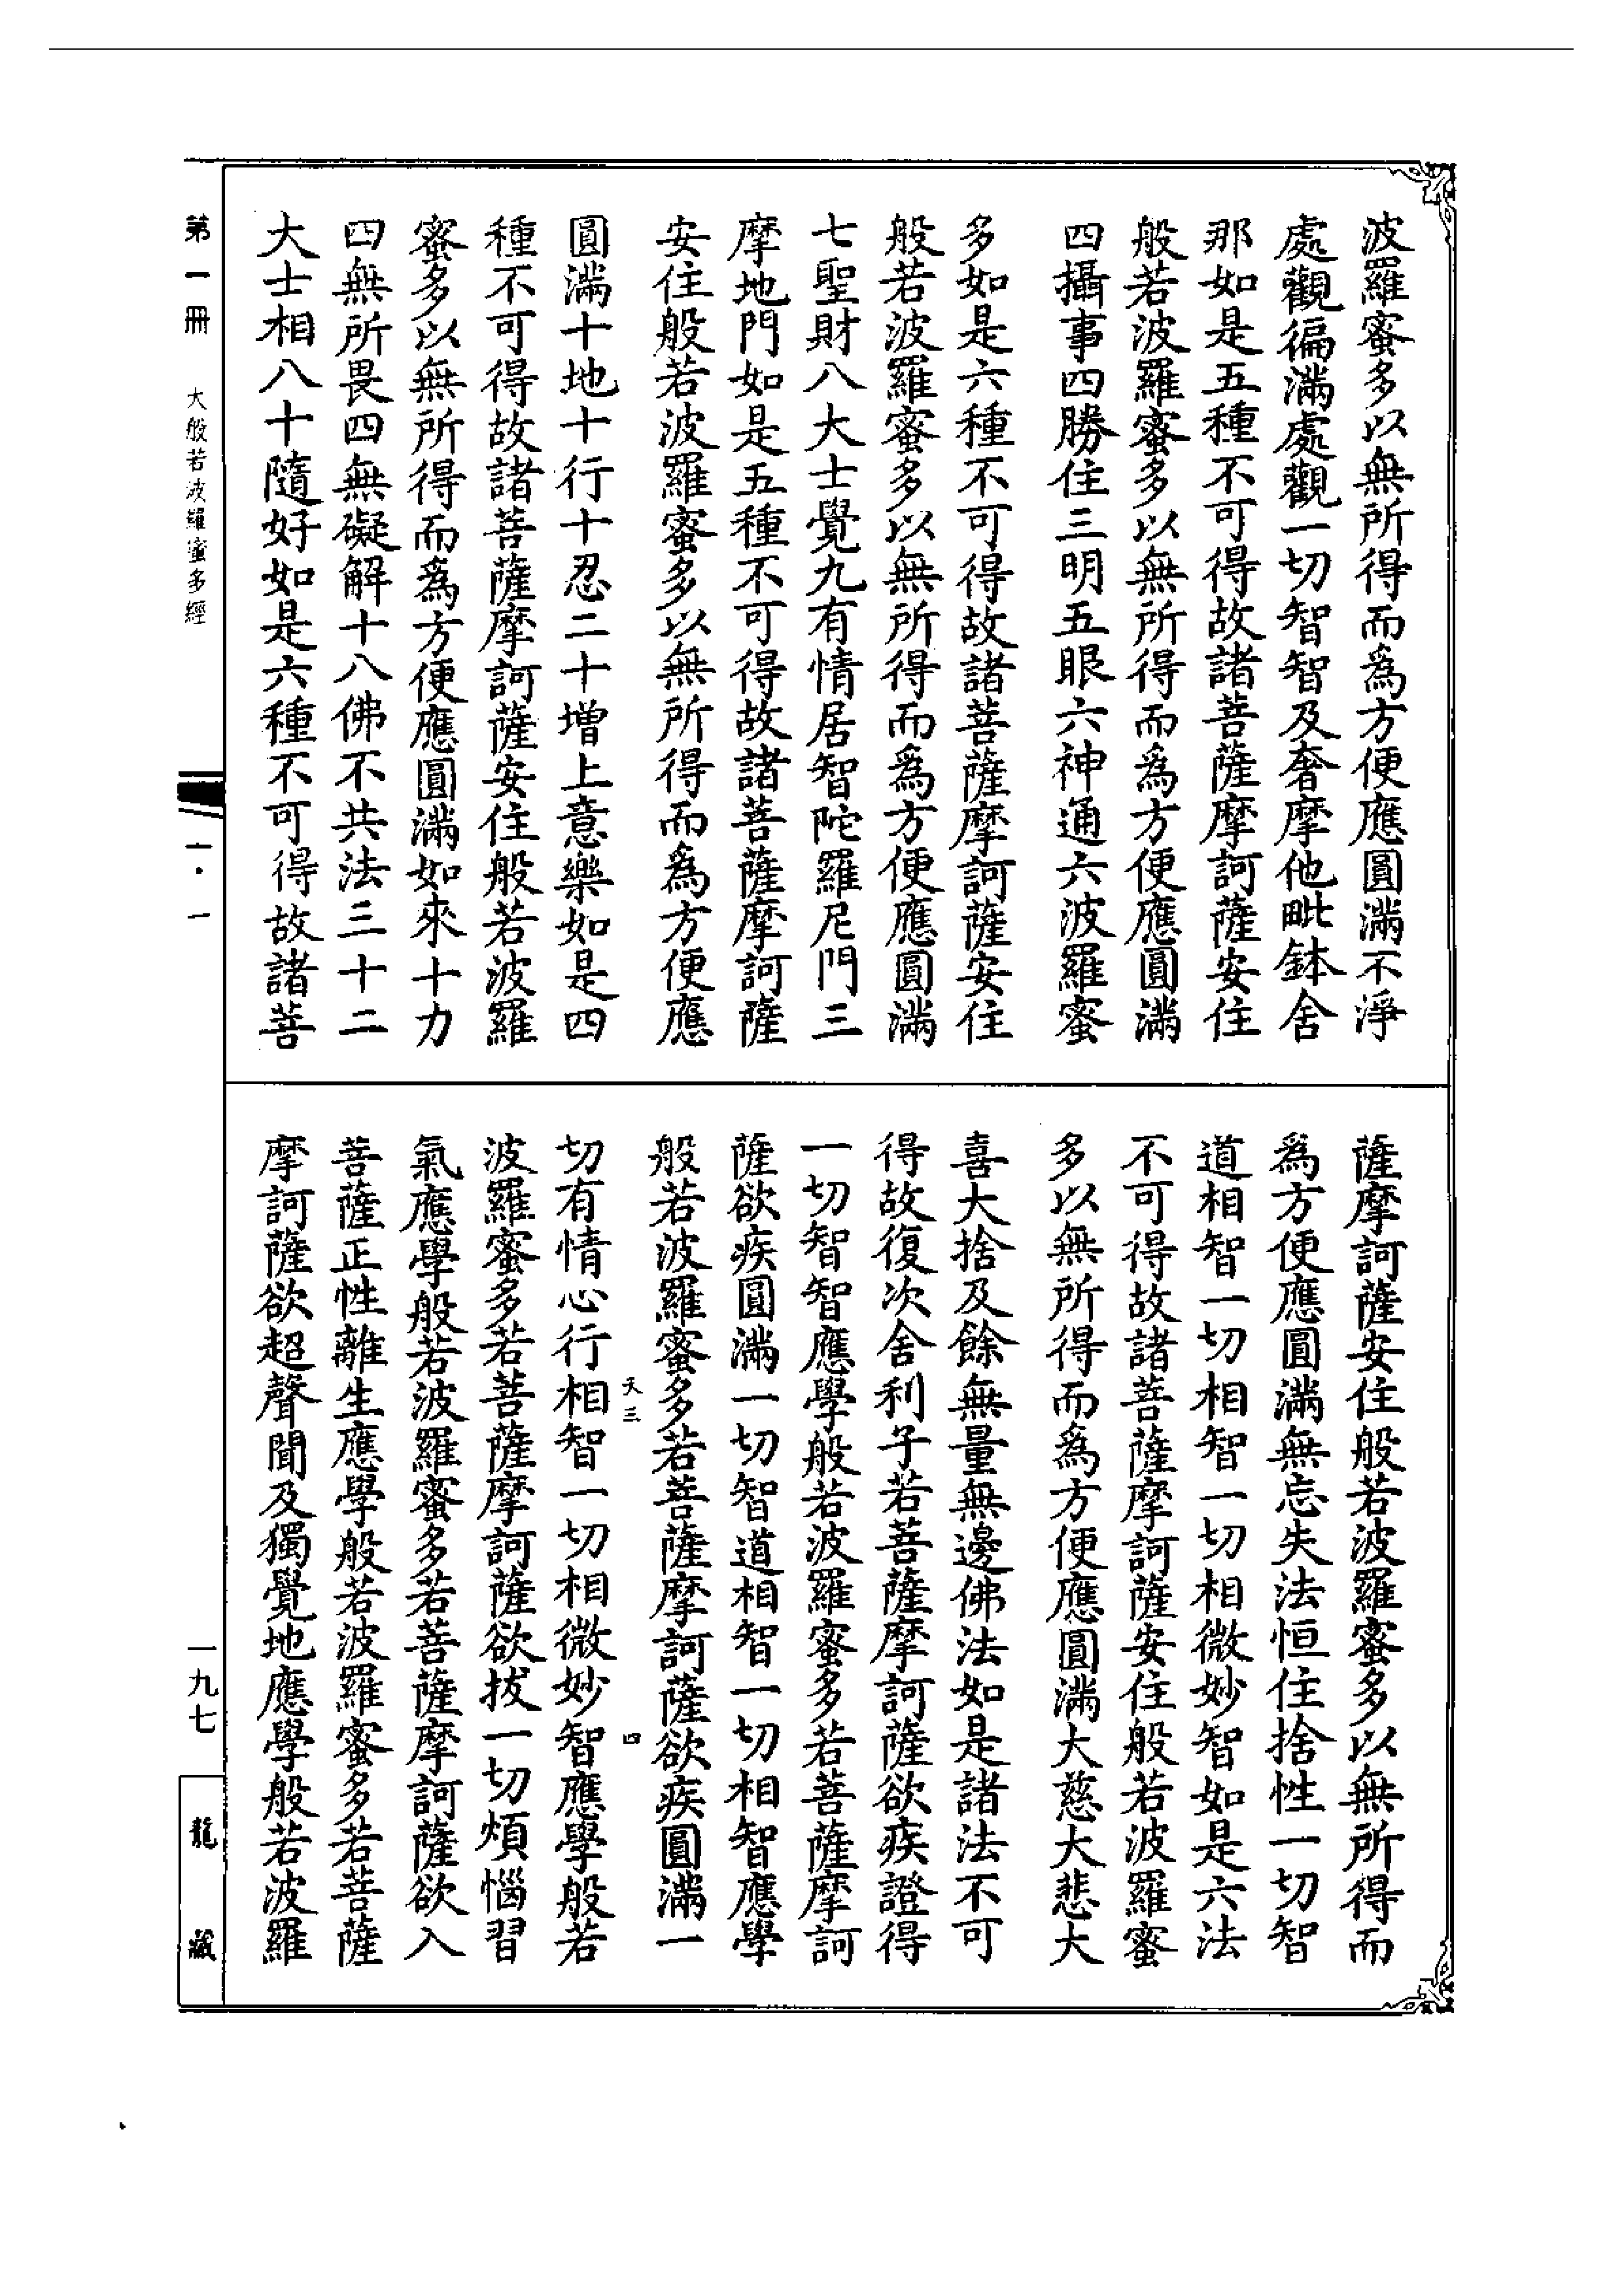 波羅蜜多以無所得而爲方便應圓滿不淨
處觀徧滿處觀一切智智及奢摩他毗鉢舍
那如是五種不可得故諸菩薩摩訶薩安住
般若波羅蜜多以無所得而爲方便應圓滿
四攝事四勝住三明五眼六神通六波羅蜜
多如是六種不可得故諸菩薩摩訶薩安住
般若波羅蜜多以無所得而爲方便應圓滿
七聖財八大士覺九有情居智陀羅尼門三
摩地門如是五種不可得故諸菩薩摩訶薩
安住般若波羅蜜多以無所得而爲方便應
圓滿十地十行十忍二十增上意樂如是四
種不可得故諸菩薩摩訶薩安住般若波羅
蜜多以無所得而爲方便應圓滿如來十力
四無所畏四無礙解十八佛不共法三十二
大士相八十隨好如是六種不可得故諸菩
薩摩訶薩安住般若波羅蜜多以無所得而
爲方便應圓滿無忘失法恒住捨性一切智
道相智一切相智一切相微妙智如是六法
不可得故諸菩薩摩訶薩安住般若波羅蜜
多以無所得而爲方便應圓滿大慈大悲大
喜大捨及餘無量無邊佛法如是諸法不可
得故復次舍利子若菩薩摩訶薩欲疾證得
一切智智應學般若波羅蜜多若菩薩摩訶
薩欲疾圓滿一切智道相智一切相智應學
般若波羅蜜多若菩薩摩訶薩欲疾圓滿一
天三 四
切有情心行相智一切相微妙智應學般若
波羅蜜多若菩薩摩訶薩欲拔一切煩惱習
氣應學般若波羅蜜多若菩薩摩訶薩欲入
菩薩正性離生應學般若波羅蜜多若菩薩
摩訶薩欲超聲聞及獨覺地應學般若波羅
第一冊 大般若波羅蜜多經 一·一 一九七 龍藏